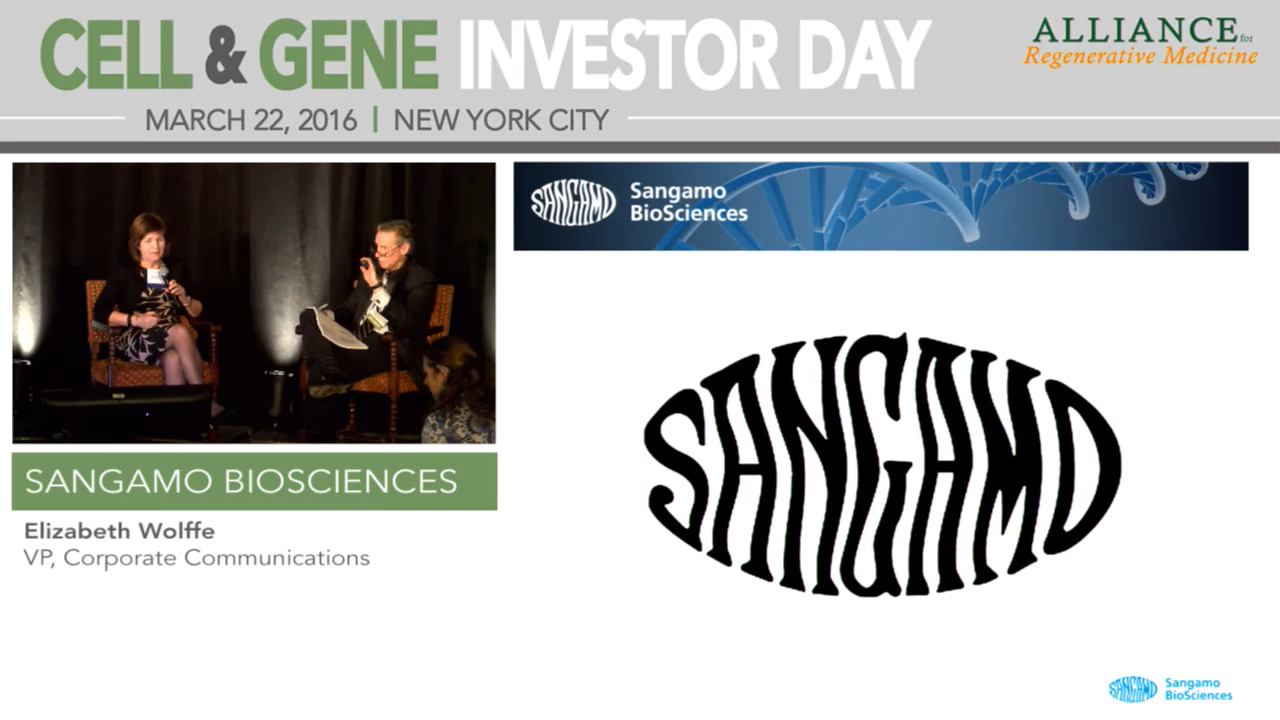 CELL & GENE INVESTOR DAY
ALLIANCE for
Regenerative Medicine
MARCH 22, 2016 | NEW YORK CITY
SANGAMO
Sangamo
BioSciences
SANGAMO
SANGAMO BIOSCIENCES
Elizabeth Wolffe
VP, Corporate Communications
SANGAMO
Sangamo
BioSciences